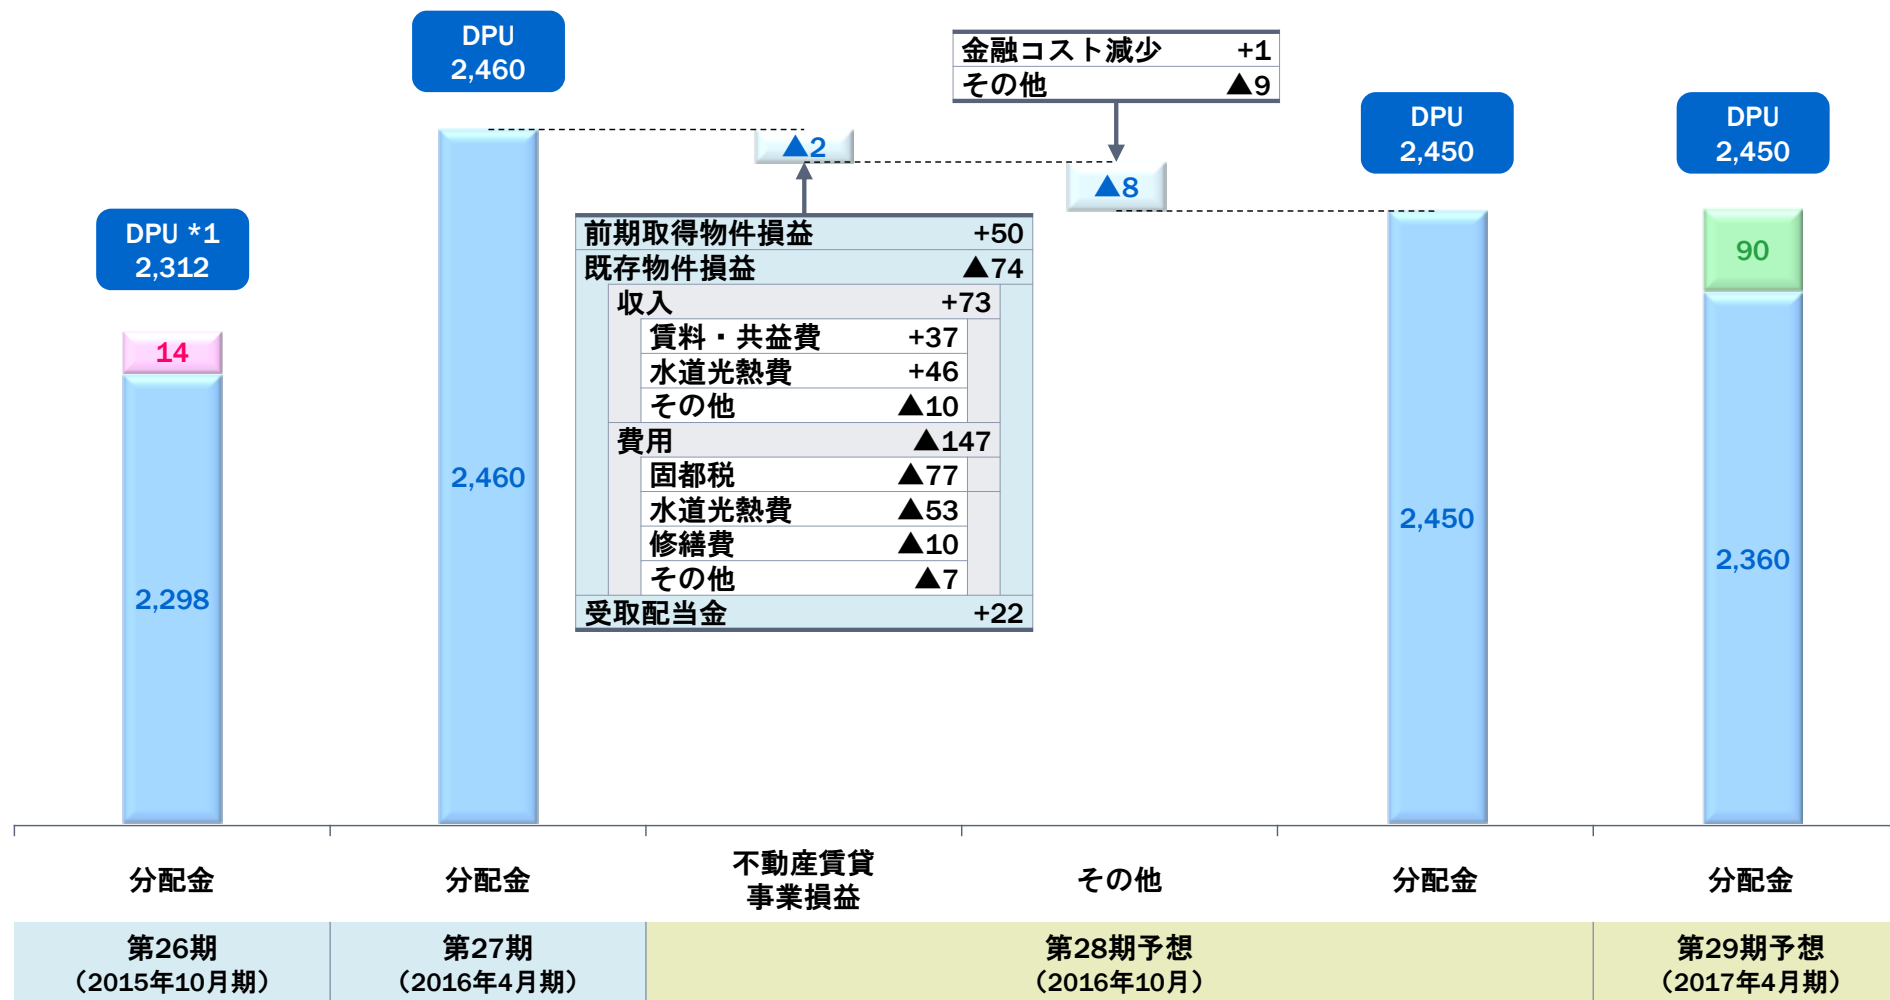 DPU
2,460
金融コスト減少 +1
その他 ▲9
DPU
2,450
DPU
2,450
DPU *1
2,312
▲2
▲8
14
2,298
2,460
前期取得物件損益 +50
既存物件損益 ▲74
収入 +73
賃料・共益費 +37
水道光熱費 +46
その他 ▲10
費用 ▲147
固都税 ▲77
水道光熱費 ▲53
修繕費 ▲10
その他 ▲7
受取配当金 +22
2,450
90
2,360
分配金
分配金
不動産賃貸
事業損益
その他
分配金
分配金
第26期
（2015年10月期）
第27期
（2016年4月期）
第28期予想
（2016年10月）
第29期予想
（2017年4月期）